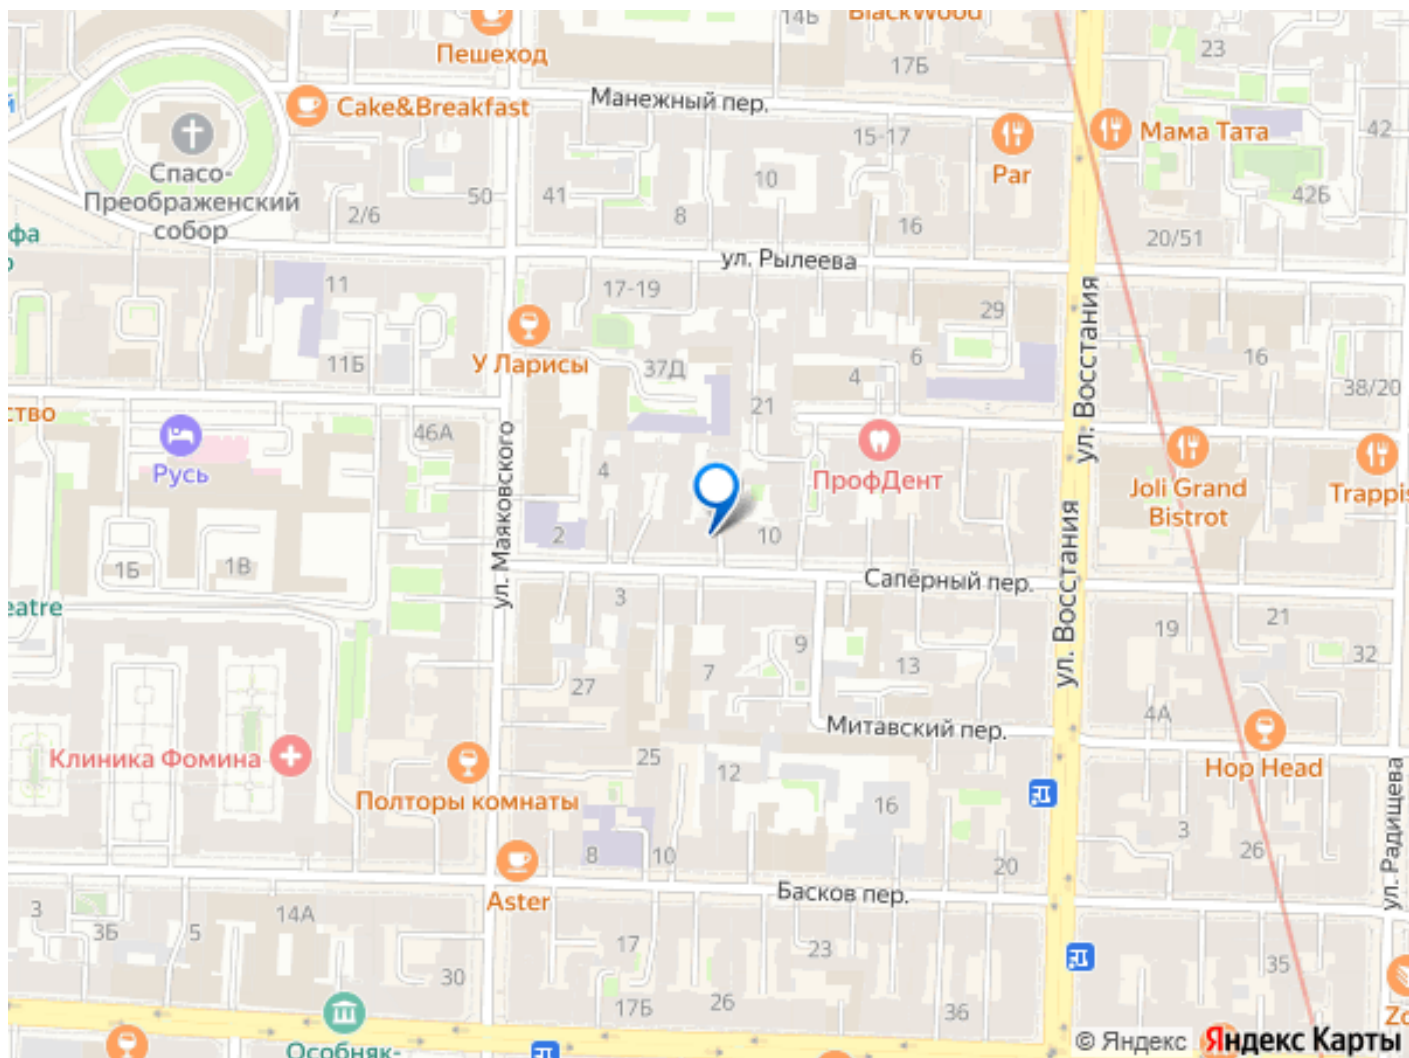 14Б
BlackWood
Пешеход
23
17Б
Манежный пер.
Cake&Breakfast
15-17
Мама Тата
42
Спасо-
Преображенский
собор
Par
10
41
50
2/6
8
16
42Б
20/51
ул. Рылеева
11
17-19
29
У Ларисы
11Б
37Д
6
4
16
38/20
21
ство
46А
Русь
ул. Маяковского
ул. Восстания
4
ПрофДент
Joli Grand
Bistrot
Trappis
2
10
1Б
1В
Сапёрный пер.
eatre
3
9
7
13
19
21
32
27
ул. Восстания
4А
Митавский пер.
Клиника Фомина
25
12
Hop Head
Полторы комнаты
16
3
26
ул. Радищева
8
10
20
Aster
Басков пер.
3
3Б
5
14А
17
23
30
17Б
26
36
35
Особняк-
© Яндекс
Яндекс Карты